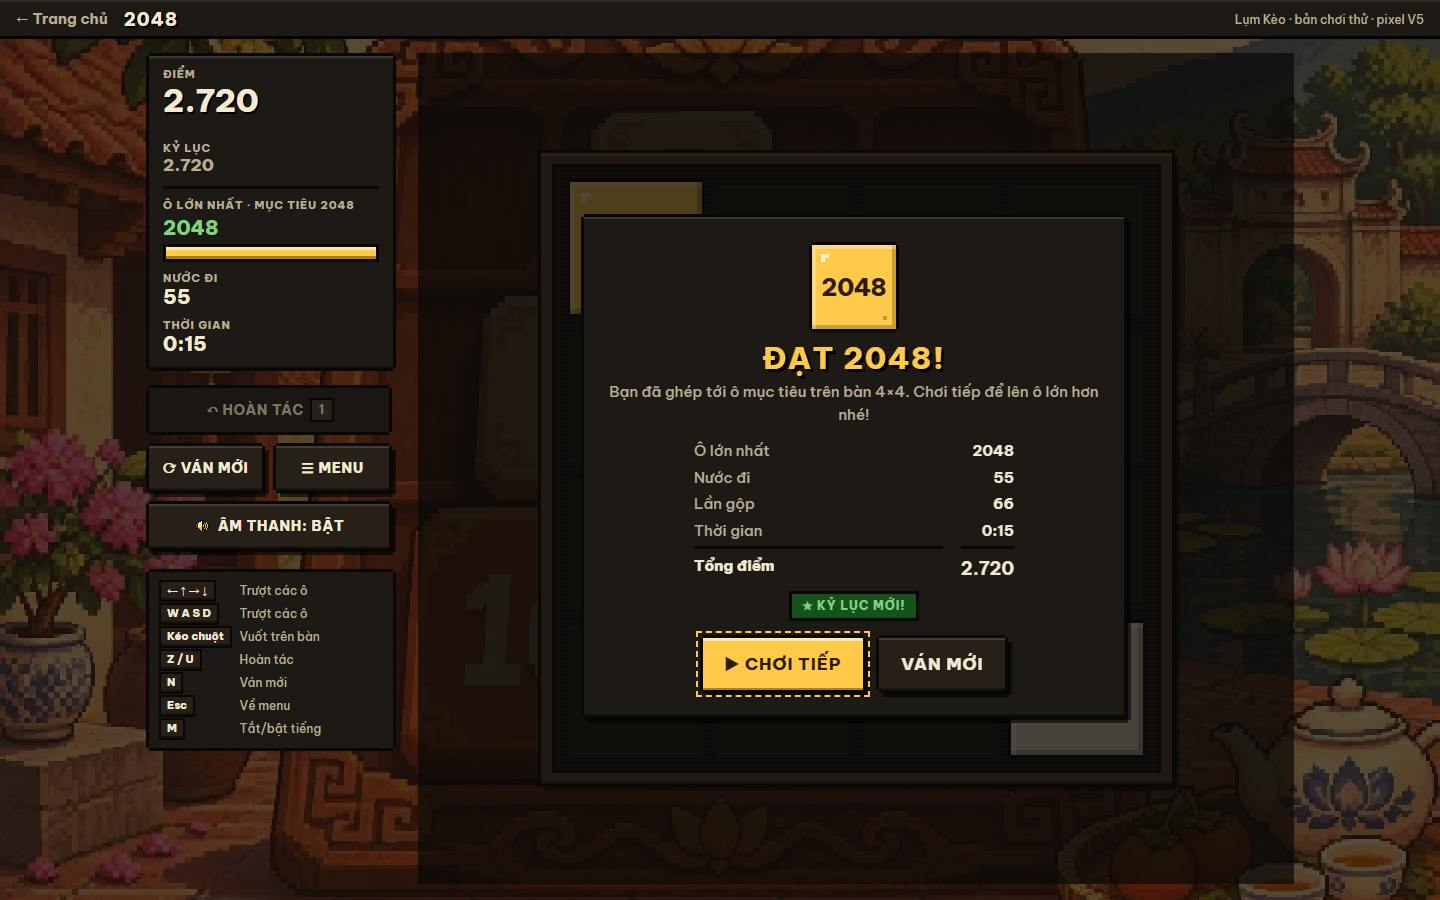 ← Trang chủ 2048
Lụm Kèo · bản chơi thử · pixel V5
ĐIỂM
2.720
KỶ LỤC
2.720
Ô LỚN NHẤT · MỤC TIÊU 2048
2048
NƯỚC ĐI
55
THỜI GIAN
0:15
↶ HOÀN TÁC 1
⟳ VÁN MỚI
☰ MENU
🔊 ÂM THANH: BẬT
←↑→↓ Trượt các ô
W A S D Trượt các ô
Kéo chuột Vuốt trên bàn
Z / U Hoàn tác
N Ván mới
Esc Về menu
M Tắt/bật tiếng
2048
ĐẠT 2048!
Bạn đã ghép tới ô mục tiêu trên bàn 4×4. Chơi tiếp để lên ô lớn hơn
nhé!
Ô lớn nhất 2048
Nước đi 55
Lần gộp 66
Thời gian 0:15
Tổng điểm 2.720
★ KỶ LỤC MỚI!
▶ CHƠI TIẾP
VÁN MỚI